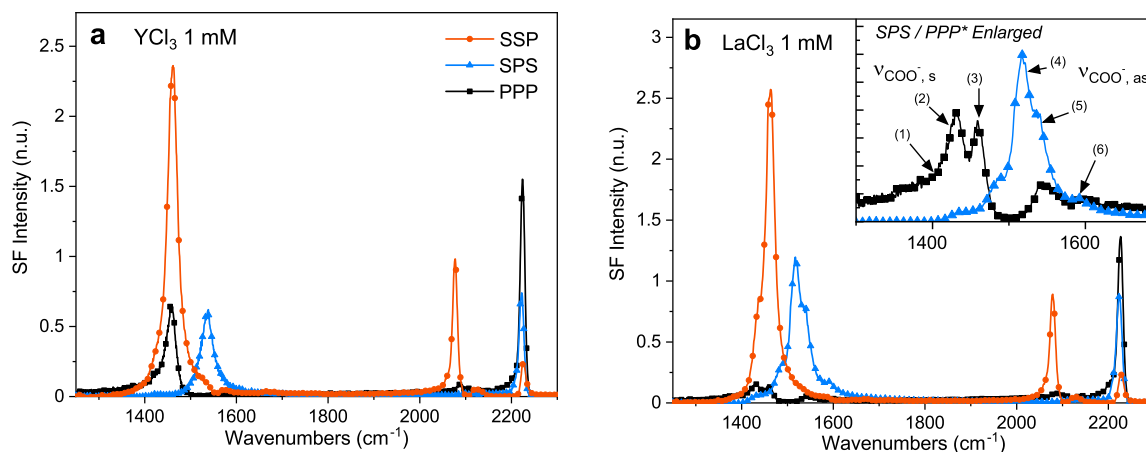 a
YCl₃ 1 mM
SSP
SPS
PPP
2.5
2
1.5
1
0.5
0
SF Intensity (n.u.)
1400
1600
1800
2000
2200
Wavenumbers (cm⁻¹)
b
LaCl₃ 1 mM
SPS / PPP* Enlarged
ν COO⁻, s
ν COO⁻, as
(1)
(2)
(3)
(4)
(5)
(6)
1400
1600
3
2.5
2
1.5
1
0.5
0
SF Intensity (n.u.)
1400
1600
1800
2000
2200
Wavenumbers (cm⁻¹)